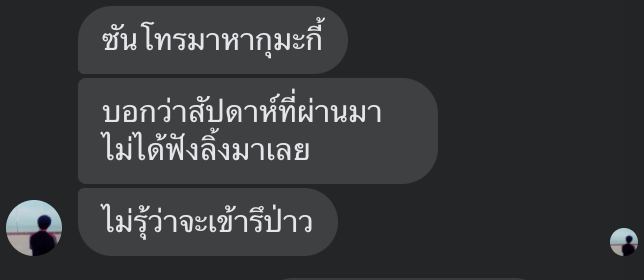 ซัน โทรมาหากุมะกี้
บอกว่าสัปดาห์ที่ผ่านมา
ไม่ได้ฟังลิ้งมาเลย
ไม่รุ้ว่าจะเข้ารึป่าว